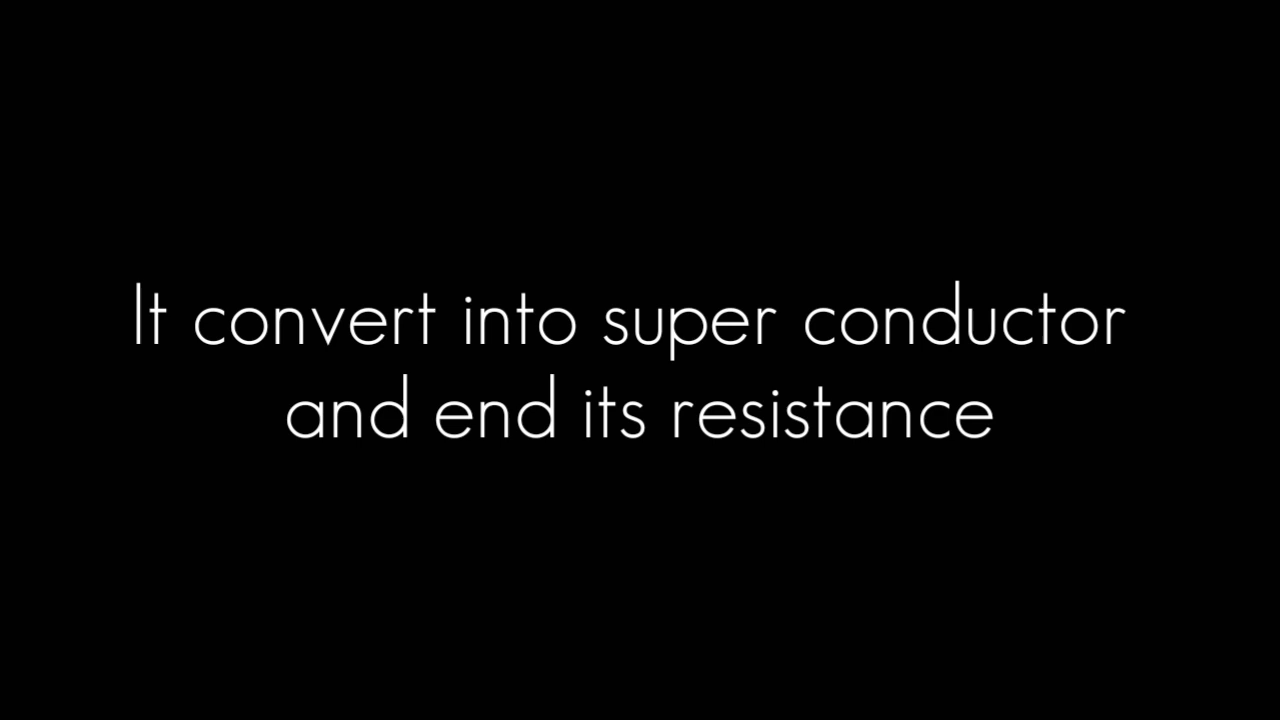 It convert into super conductor
and end its resistance